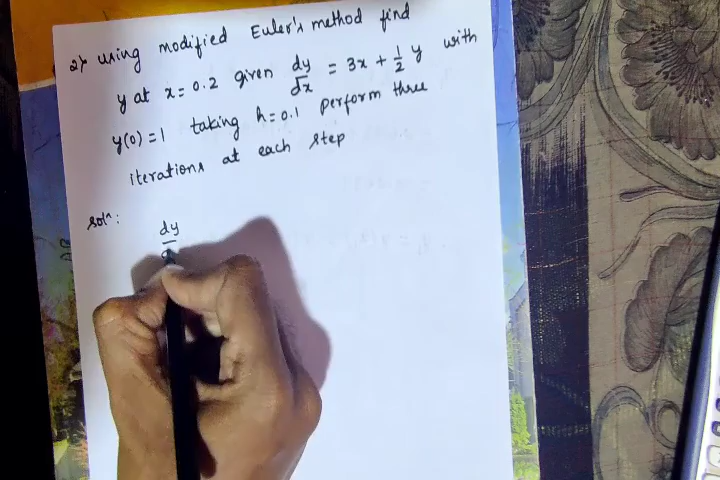 2> using modified Euler's method find
y at x = 0.2 given dy/dx = 3x + 1/2 y with
y(0) = 1 taking h = 0.1 perform three
iterations at each step
solⁿ:
dy